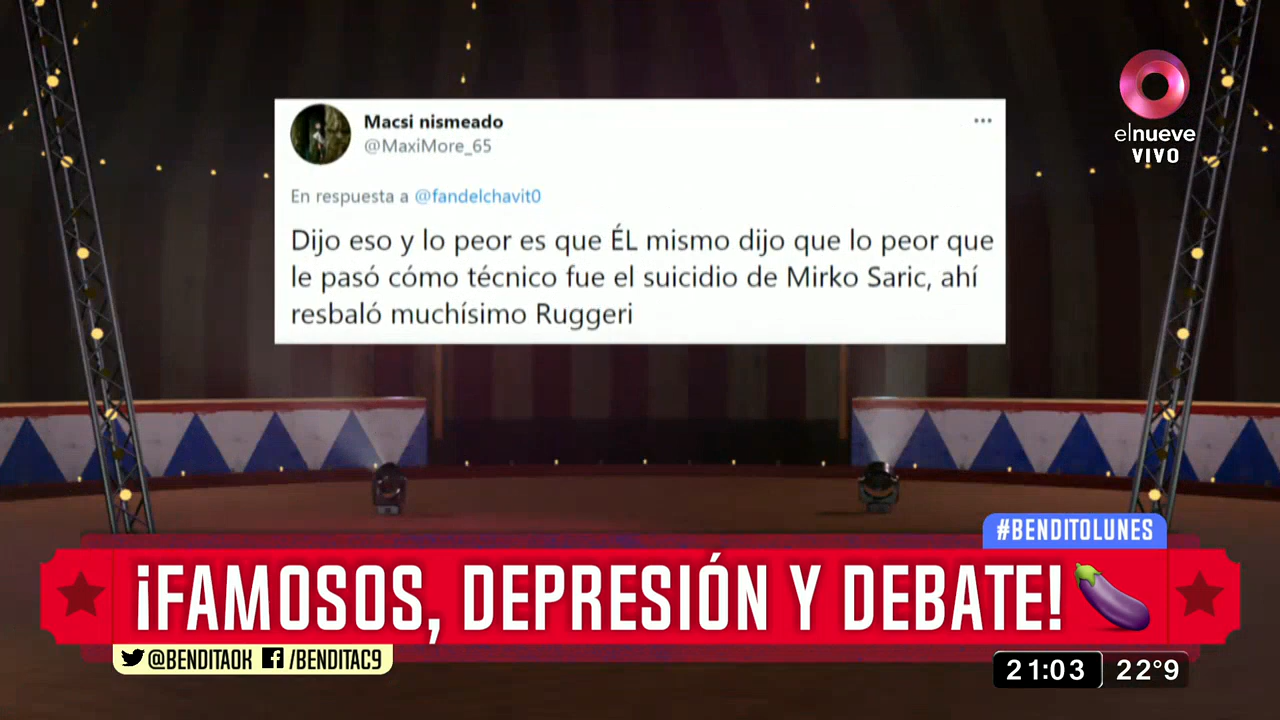 Macsi nismeado
@MaxiMore_65
En respuesta a @fandelchavit0
Dijo eso y lo peor es que ÉL mismo dijo que lo peor que
le pasó cómo técnico fue el suicidio de Mirko Saric, ahí
resbaló muchísimo Ruggeri
elnueve
VIVO
#BENDITOLUNES
¡FAMOSOS, DEPRESIÓN Y DEBATE!
@BENDITAOK /BENDITAC9
21:03 22°9